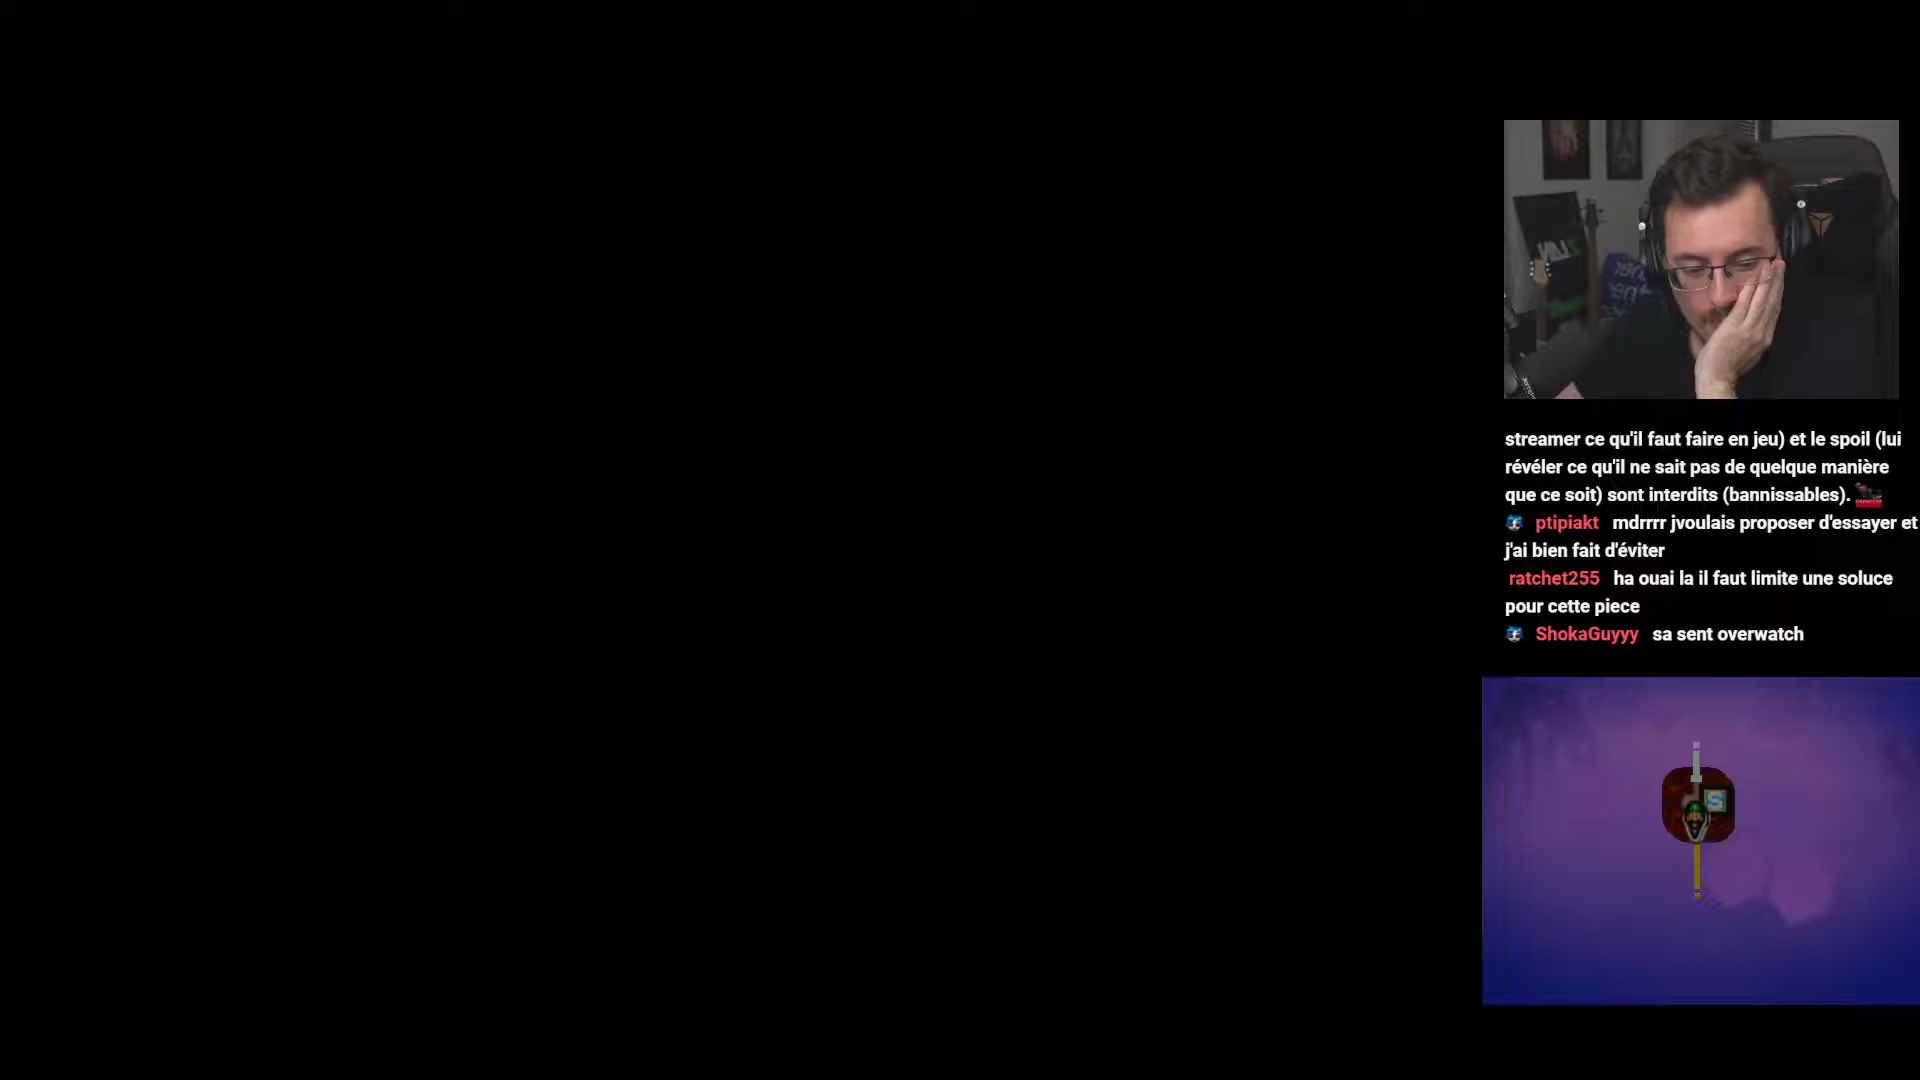 streamer ce qu'il faut faire en jeu) et le spoil (lui
révéler ce qu'il ne sait pas de quelque manière
que ce soit) sont interdits (bannissables).
ptipiakt mdrrrr jvoulais proposer d'essayer et
j'ai bien fait d'éviter
ratchet255 ha ouai la il faut limite une soluce
pour cette piece
ShokaGuyyy sa sent overwatch
S